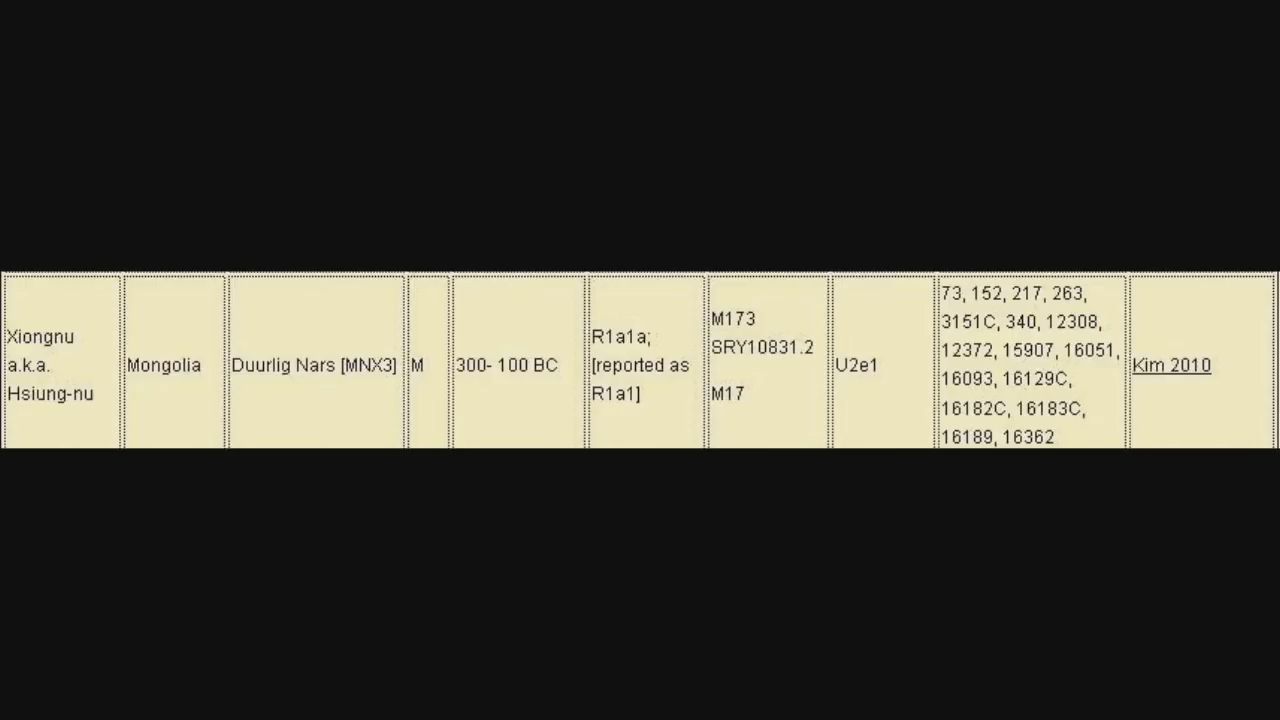 Xiongnu
a.k.a.
Hsiung-nu
Mongolia
Duurlig Nars [MNX3]
M
300- 100 BC
R1a1a;
[reported as
R1a1]
M173
SRY10831.2
M17
U2e1
73, 152, 217, 263,
3151C, 340, 12308,
12372, 15907, 16051,
16093, 16129C,
16182C, 16183C,
16189, 16362
Kim 2010